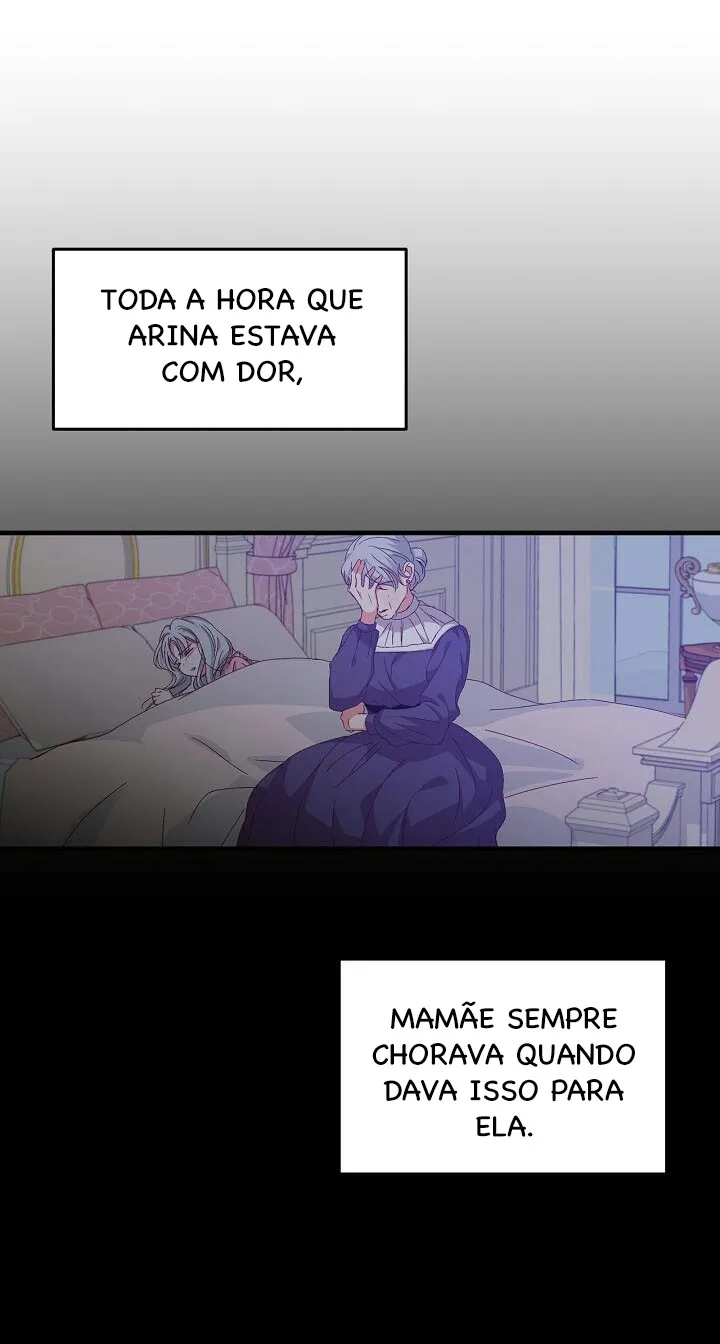 TODA A HORA QUE
ARINA ESTAVA
COM DOR,
MAMÃE SEMPRE
CHORAVA QUANDO
DAVA ISSO PARA
ELA.